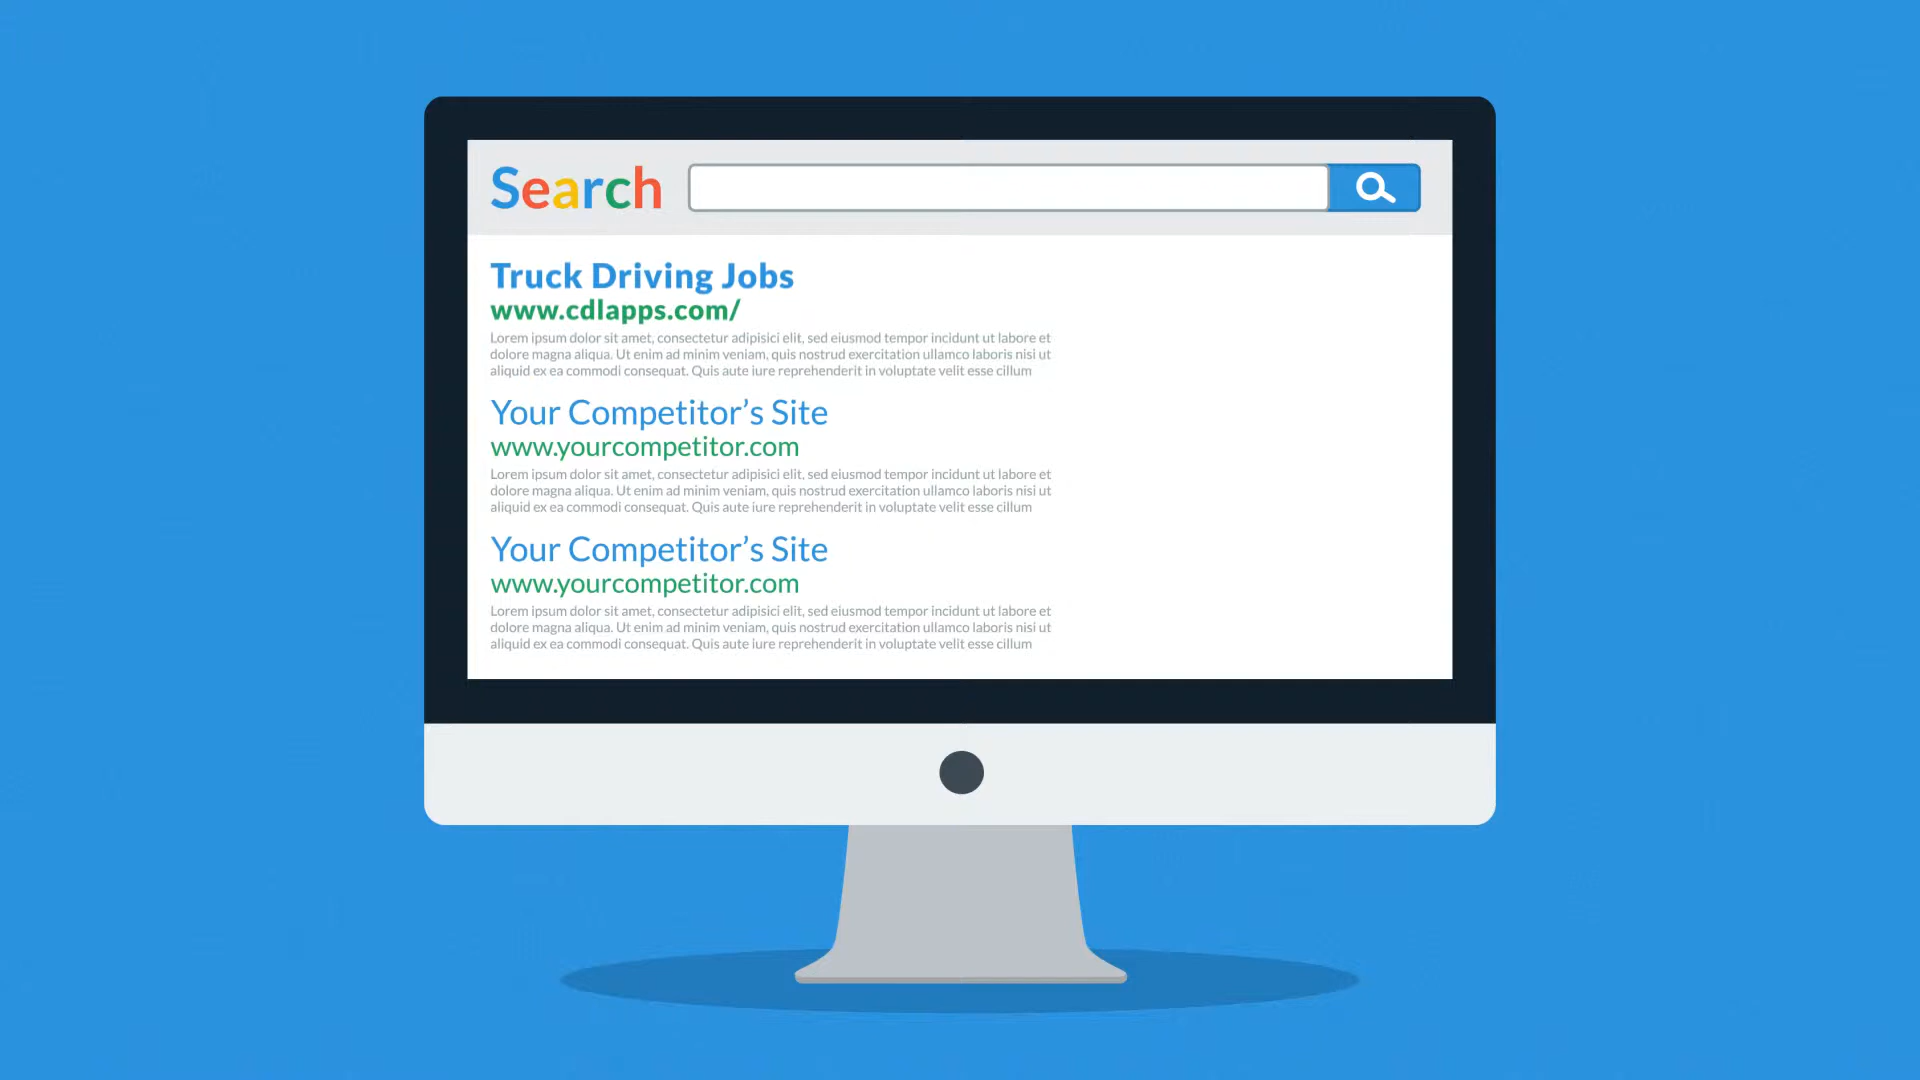 Search
Truck Driving Jobs
www.cdlapps.com/
Lorem ipsum dolor sit amet, consectetur adipisici elit, sed eiusmod tempor incidunt ut labore et
dolore magna aliqua. Ut enim ad minim veniam, quis nostrud exercitation ullamco laboris nisi ut
aliquid ex ea commodi consequat. Quis aute iure reprehenderit in voluptate velit esse cillum
Your Competitor’s Site
www.yourcompetitor.com
Lorem ipsum dolor sit amet, consectetur adipisici elit, sed eiusmod tempor incidunt ut labore et
dolore magna aliqua. Ut enim ad minim veniam, quis nostrud exercitation ullamco laboris nisi ut
aliquid ex ea commodi consequat. Quis aute iure reprehenderit in voluptate velit esse cillum
Your Competitor’s Site
www.yourcompetitor.com
Lorem ipsum dolor sit amet, consectetur adipisici elit, sed eiusmod tempor incidunt ut labore et
dolore magna aliqua. Ut enim ad minim veniam, quis nostrud exercitation ullamco laboris nisi ut
aliquid ex ea commodi consequat. Quis aute iure reprehenderit in voluptate velit esse cillum